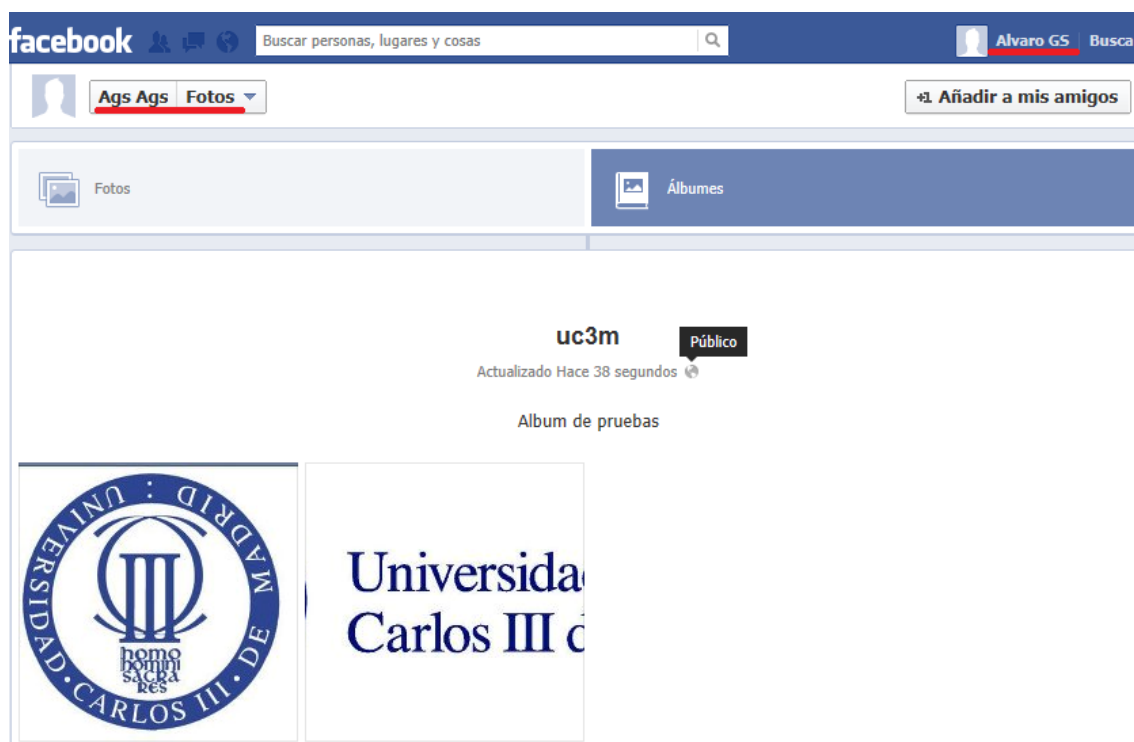 facebook Buscar personas, lugares y cosas Alvaro GS Busca
Ags Ags Fotos +1 Añadir a mis amigos
Fotos Álbumes
uc3m
Público
Actualizado Hace 38 segundos
Album de pruebas
UNIVERSIDAD · CARLOS III · DE MADRID :
homo
homini
sacra
res
Universida
Carlos III d